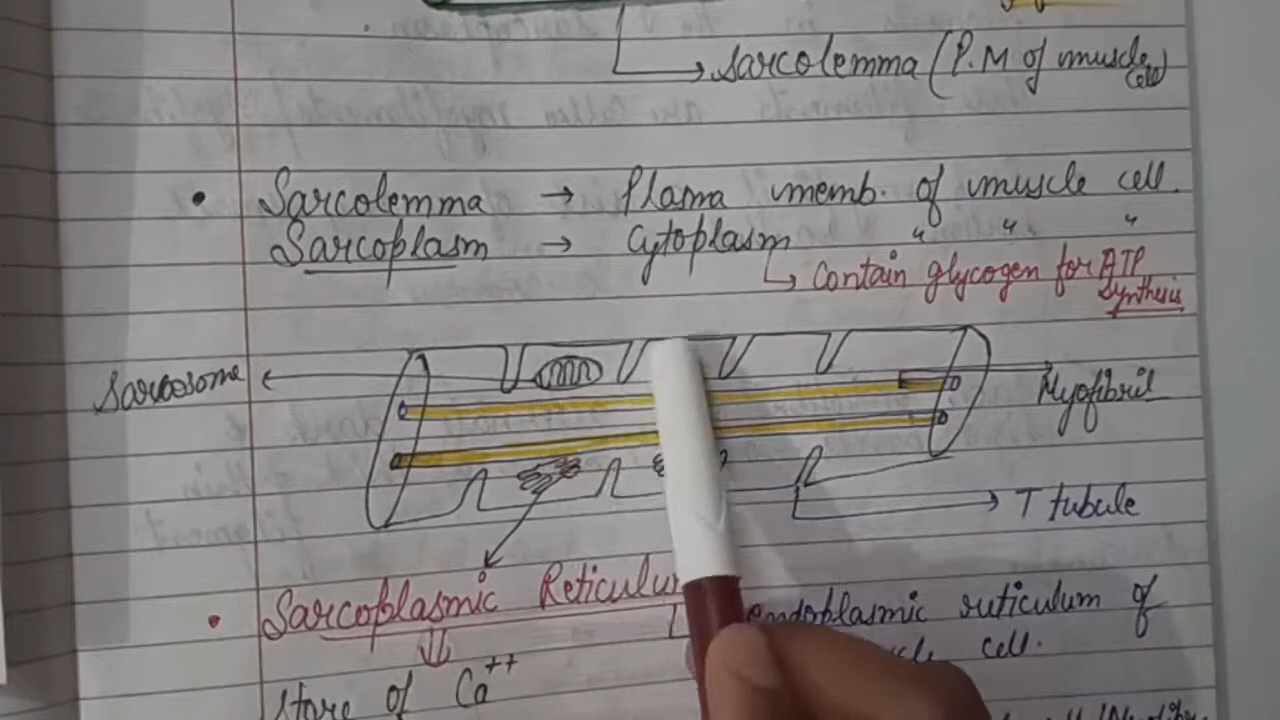 Sarcolemma (P.M of muscle cell)
• Sarcolemma → Plasma memb. of muscle cell.
Sarcoplasm → Cytoplasm " " "
↳ Contain glycogen for ATP Synthesis
Sarcosome
Myofibril
T tubule
• Sarcoplasmic Reticulu
endoplasmic reticulum of
cell.
Store of Ca++